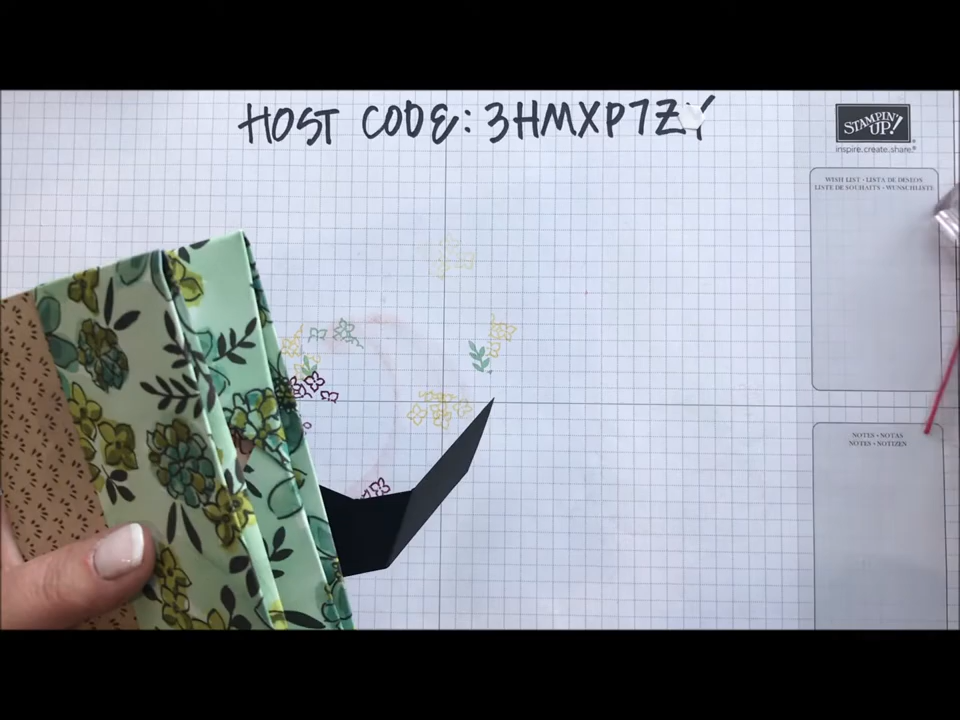 HOST CODE: 3HMXP7ZY
STAMPIN' UP!®
inspire.create.share.®
WISH LIST • LISTA DE DESEOS
LISTE DE SOUHAITS • WUNSCHLISTE
NOTES • NOTAS
NOTES • NOTIZEN